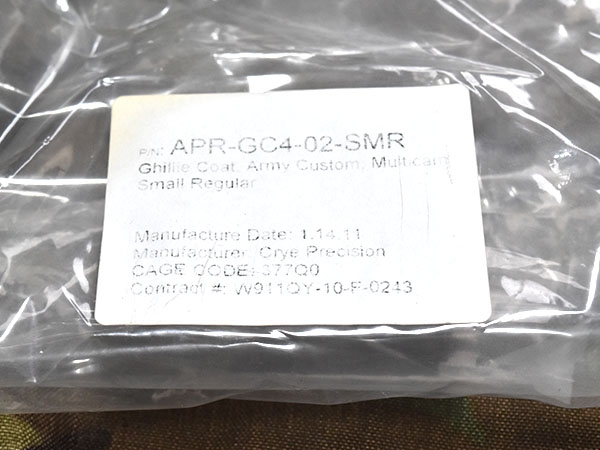 P/N: APR-GC4-02-SMR
Ghillie Coat, Army Custom, Multicam
Small Regular
Manufacture Date: 1.14.11
Manufacturer: Crye Precision
CAGE CODE: 377Q0
Contract #: W911QY-10-F-0243